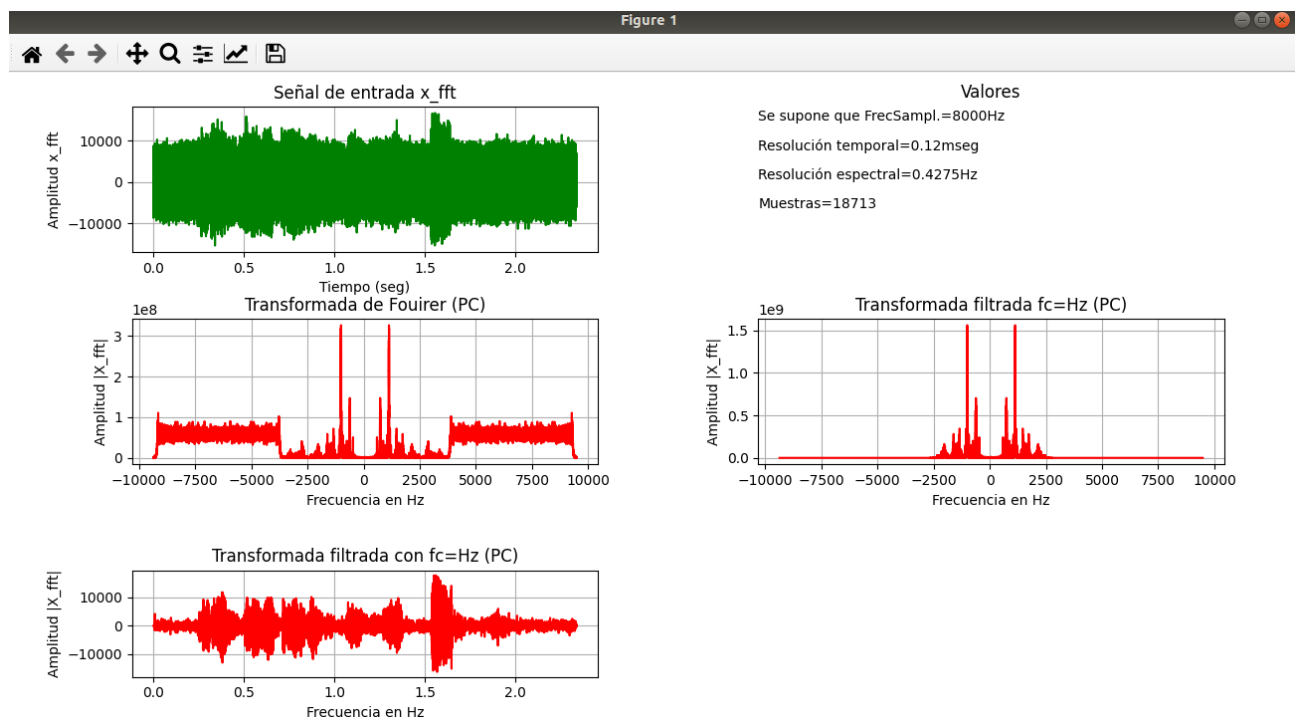 Figure 1
Señal de entrada x_fft
Amplitud x_fft
10000
0
−10000
0.0 0.5 1.0 1.5 2.0
Tiempo (seg)
Valores
Se supone que FrecSampl.=8000Hz
Resolución temporal=0.12mseg
Resolución espectral=0.4275Hz
Muestras=18713
Transformada de Fouirer (PC)
1e8
Amplitud |X_fft|
3
2
1
0
−10000 −7500 −5000 −2500 0 2500 5000 7500 10000
Frecuencia en Hz
Transformada filtrada fc=Hz (PC)
1e9
Amplitud |X_fft|
1.5
1.0
0.5
0.0
−10000 −7500 −5000 −2500 0 2500 5000 7500 10000
Frecuencia en Hz
Transformada filtrada con fc=Hz (PC)
Amplitud |X_fft|
10000
0
−10000
0.0 0.5 1.0 1.5 2.0
Frecuencia en Hz